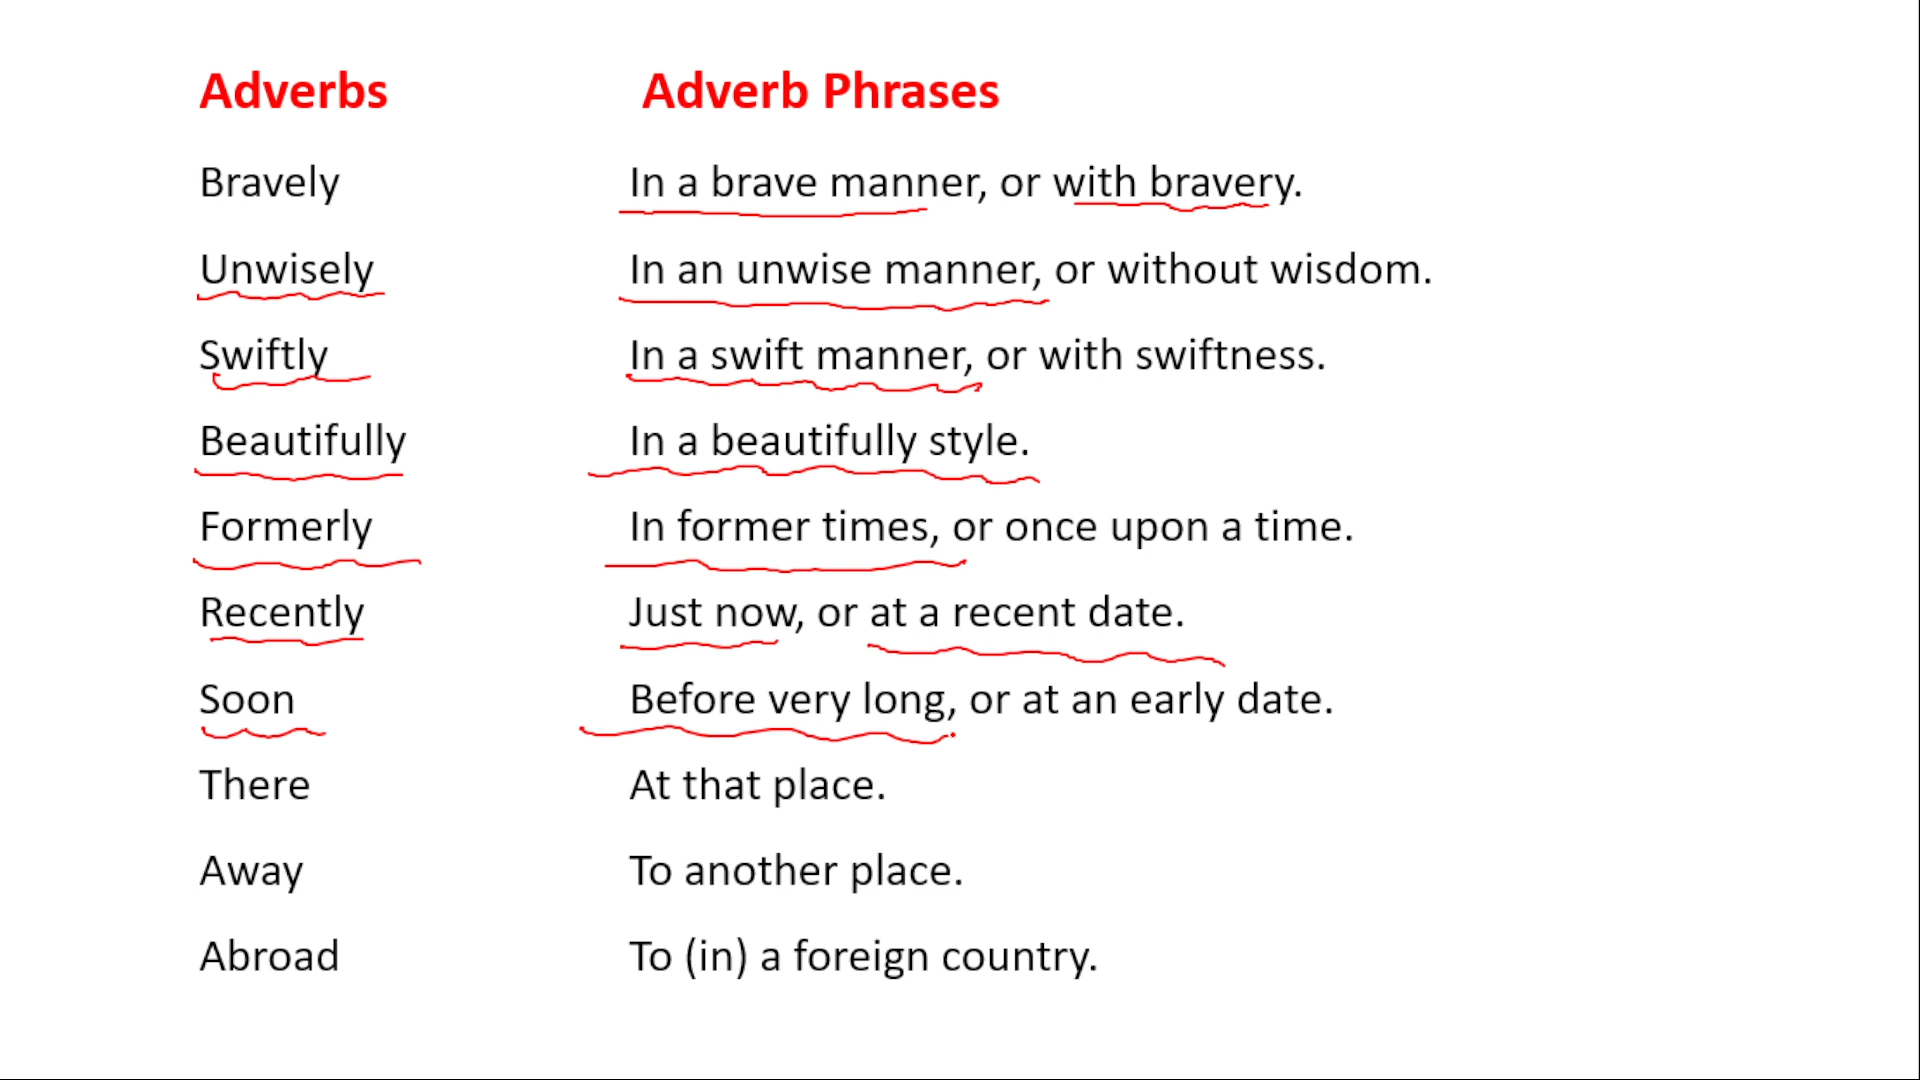 Adverbs Adverb Phrases
Bravely In a brave manner, or with bravery.
Unwisely In an unwise manner, or without wisdom.
Swiftly In a swift manner, or with swiftness.
Beautifully In a beautifully style.
Formerly In former times, or once upon a time.
Recently Just now, or at a recent date.
Soon Before very long, or at an early date.
There At that place.
Away To another place.
Abroad To (in) a foreign country.